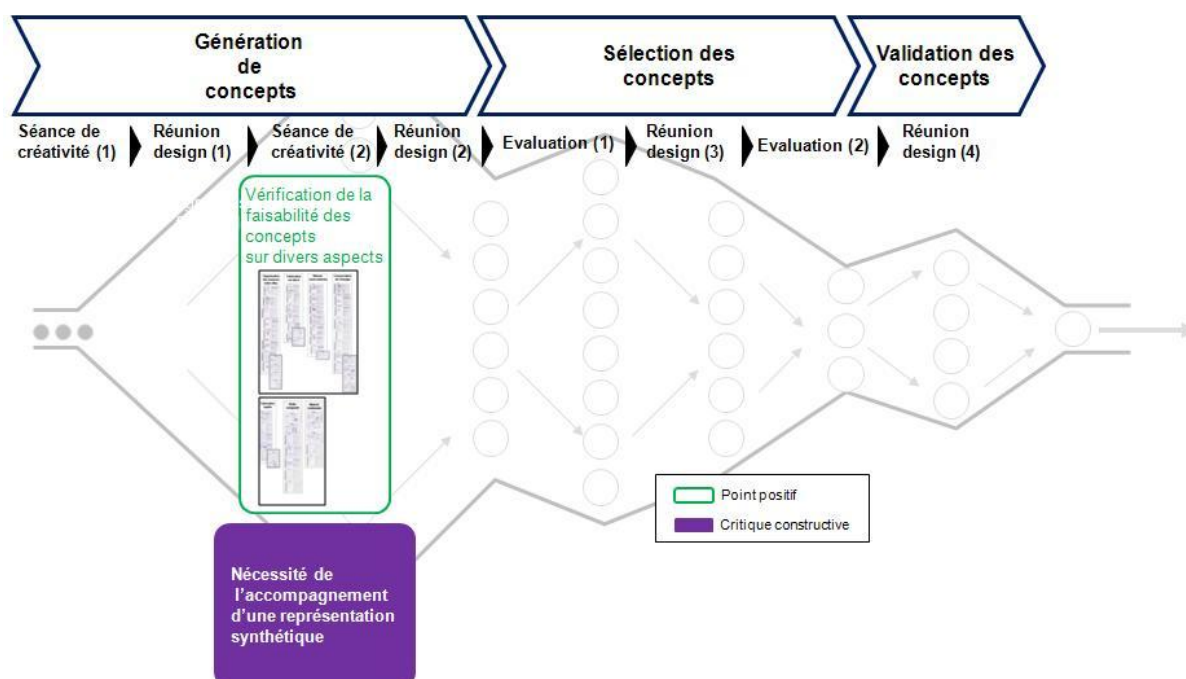 Génération
de
concepts
Sélection des
concepts
Validation des
concepts
Séance de
créativité (1)
Réunion
design (1)
Séance de
créativité (2)
Réunion
design (2)
Evaluation (1)
Réunion
design (3)
Evaluation (2)
Réunion
design (4)
Vérification de la
faisabilité des
concepts
sur divers aspects
Point positif
Critique constructive
Nécessité de
l’accompagnement
d’une représentation
synthétique